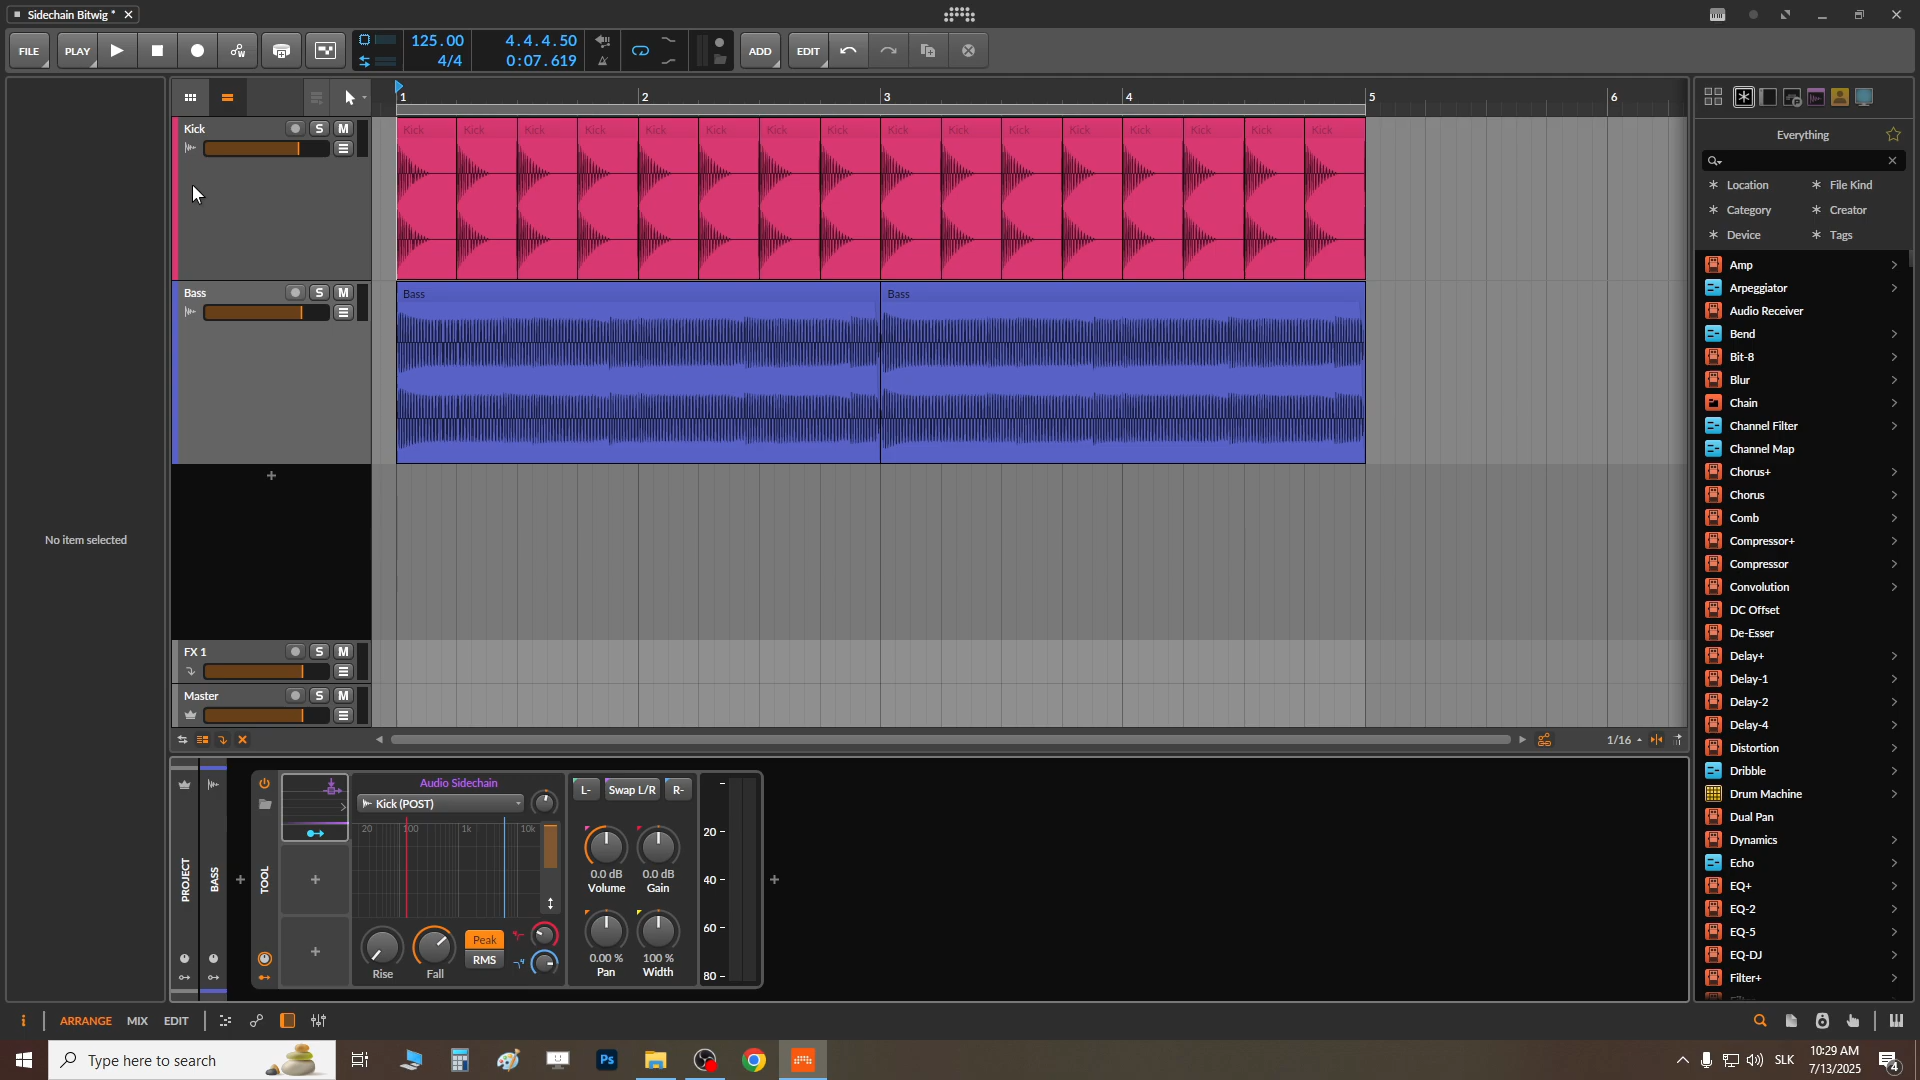 Sidechain Bitwig *
FILE
PLAY
125.00
4/4
4.4.4.50
0:07.619
ADD
EDIT
1
2
3
4
5
6
Kick
S
M
Kick Kick Kick Kick Kick Kick Kick Kick Kick Kick Kick Kick Kick Kick Kick Kick
Bass
S
M
Bass
Bass
No item selected
FX 1
S
M
Master
S
M
1/16
PROJECT
BASS
TOOL
Audio Sidechain
Kick (POST)
20
100
1k
10k
Rise
Fall
Peak
RMS
L-
Swap L/R
R-
0.0 dB
Volume
0.0 dB
Gain
0.00 %
Pan
100 %
Width
20
40
60
80
Everything
Location
File Kind
Category
Creator
Device
Tags
Amp
Arpeggiator
Audio Receiver
Bend
Bit-8
Blur
Chain
Channel Filter
Channel Map
Chorus+
Chorus
Comb
Compressor+
Compressor
Convolution
DC Offset
De-Esser
Delay+
Delay-1
Delay-2
Delay-4
Distortion
Dribble
Drum Machine
Dual Pan
Dynamics
Echo
EQ+
EQ-2
EQ-5
EQ-DJ
Filter+
ARRANGE
MIX
EDIT
Type here to search
Ps
SLK
10:29 AM
7/13/2025
4